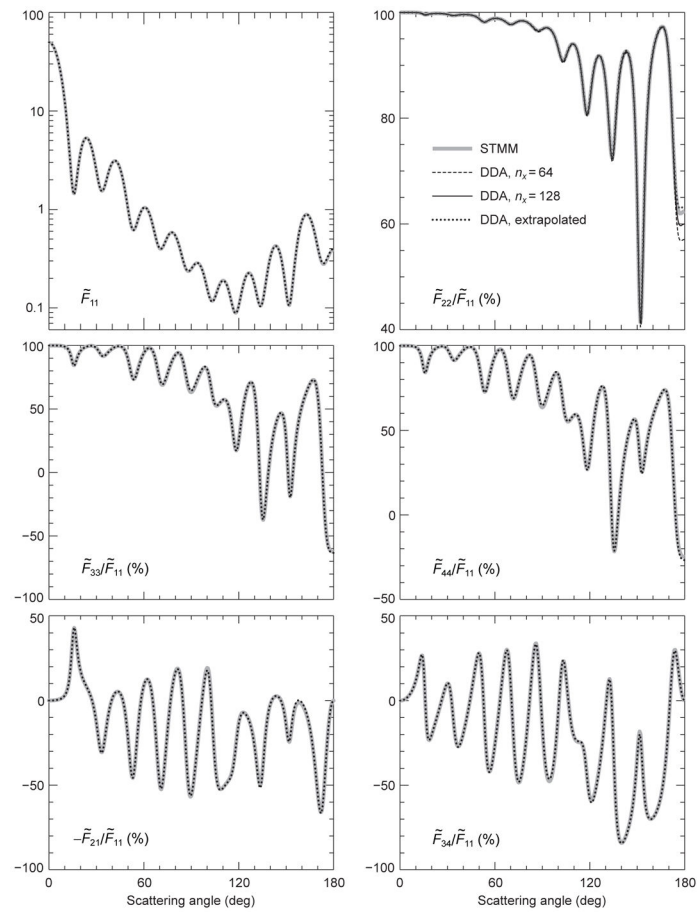 100
10
1
0.1
F̃₁₁
100
80
60
40
STMM
DDA, nₓ = 64
DDA, nₓ = 128
DDA, extrapolated
F̃₂₂/F̃₁₁ (%)
100
50
0
−50
−100
F̃₃₃/F̃₁₁ (%)
100
50
0
−50
F̃₄₄/F̃₁₁ (%)
50
0
−50
−100
−F̃₂₁/F̃₁₁ (%)
0 60 120 180
Scattering angle (deg)
50
0
−50
−100
F̃₃₄/F̃₁₁ (%)
0 60 120 180
Scattering angle (deg)